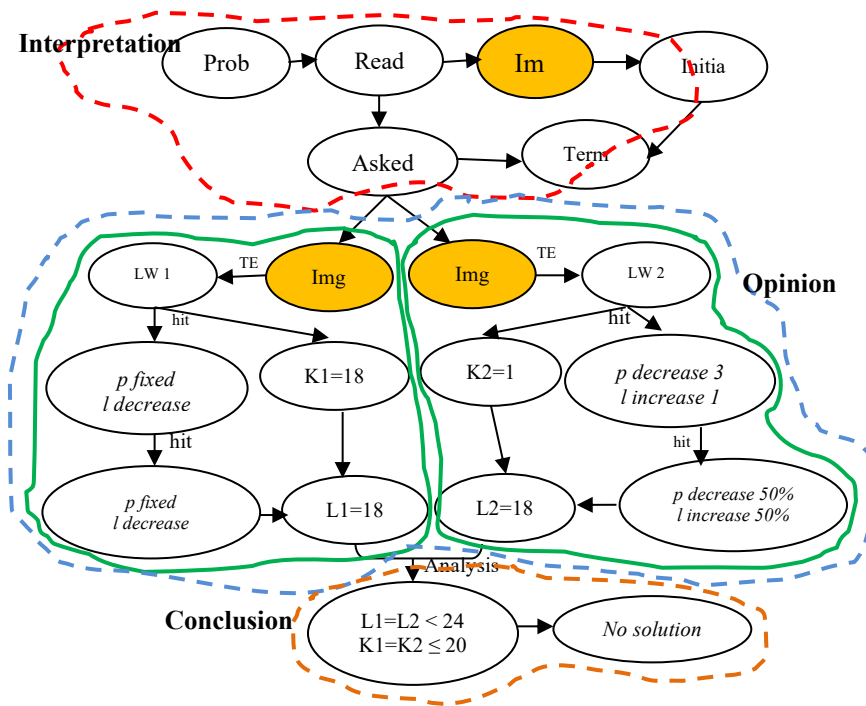 Interpretation
Prob
Read
Im
Initia
Asked
Term
Opinion
LW 1
TE
Img
Img
TE
LW 2
hit
hit
p fixed
l decrease
K1=18
K2=1
p decrease 3
l increase 1
hit
hit
p fixed
l decrease
L1=18
L2=18
p decrease 50%
l increase 50%
Analysis
Conclusion
L1=L2 < 24
K1=K2 ≤ 20
No solution